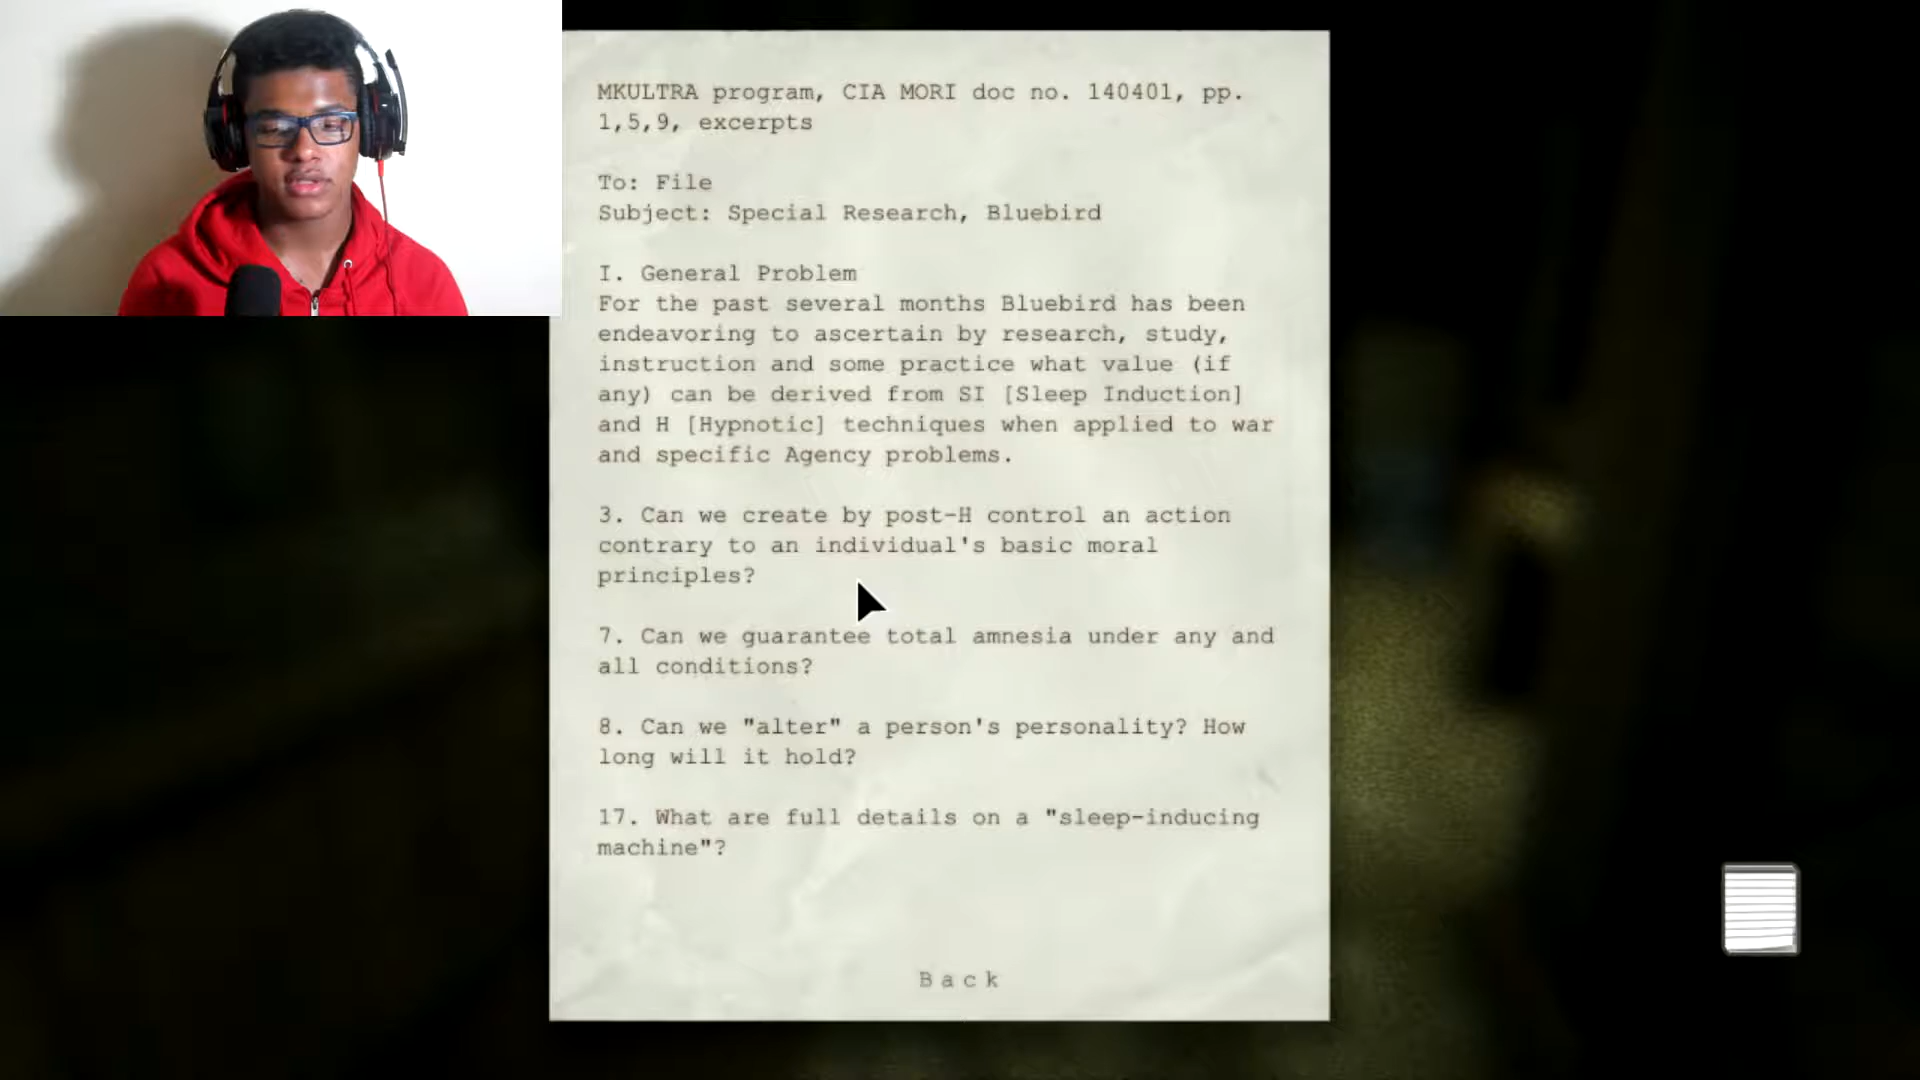 MKULTRA program, CIA MORI doc no. 140401, pp.
1,5,9, excerpts
To: File
Subject: Special Research, Bluebird
I. General Problem
For the past several months Bluebird has been
endeavoring to ascertain by research, study,
instruction and some practice what value (if
any) can be derived from SI [Sleep Induction]
and H [Hypnotic] techniques when applied to war
and specific Agency problems.
3. Can we create by post-H control an action
contrary to an individual's basic moral
principles?
7. Can we guarantee total amnesia under any and
all conditions?
8. Can we "alter" a person's personality? How
long will it hold?
17. What are full details on a "sleep-inducing
machine"?
Back